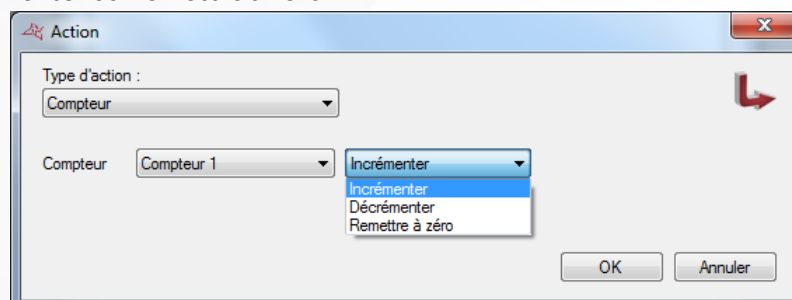 Action
Type d'action :
Compteur
Compteur Compteur 1 Incrémenter
Incrémenter
Décrémenter
Remettre à zéro
OK Annuler